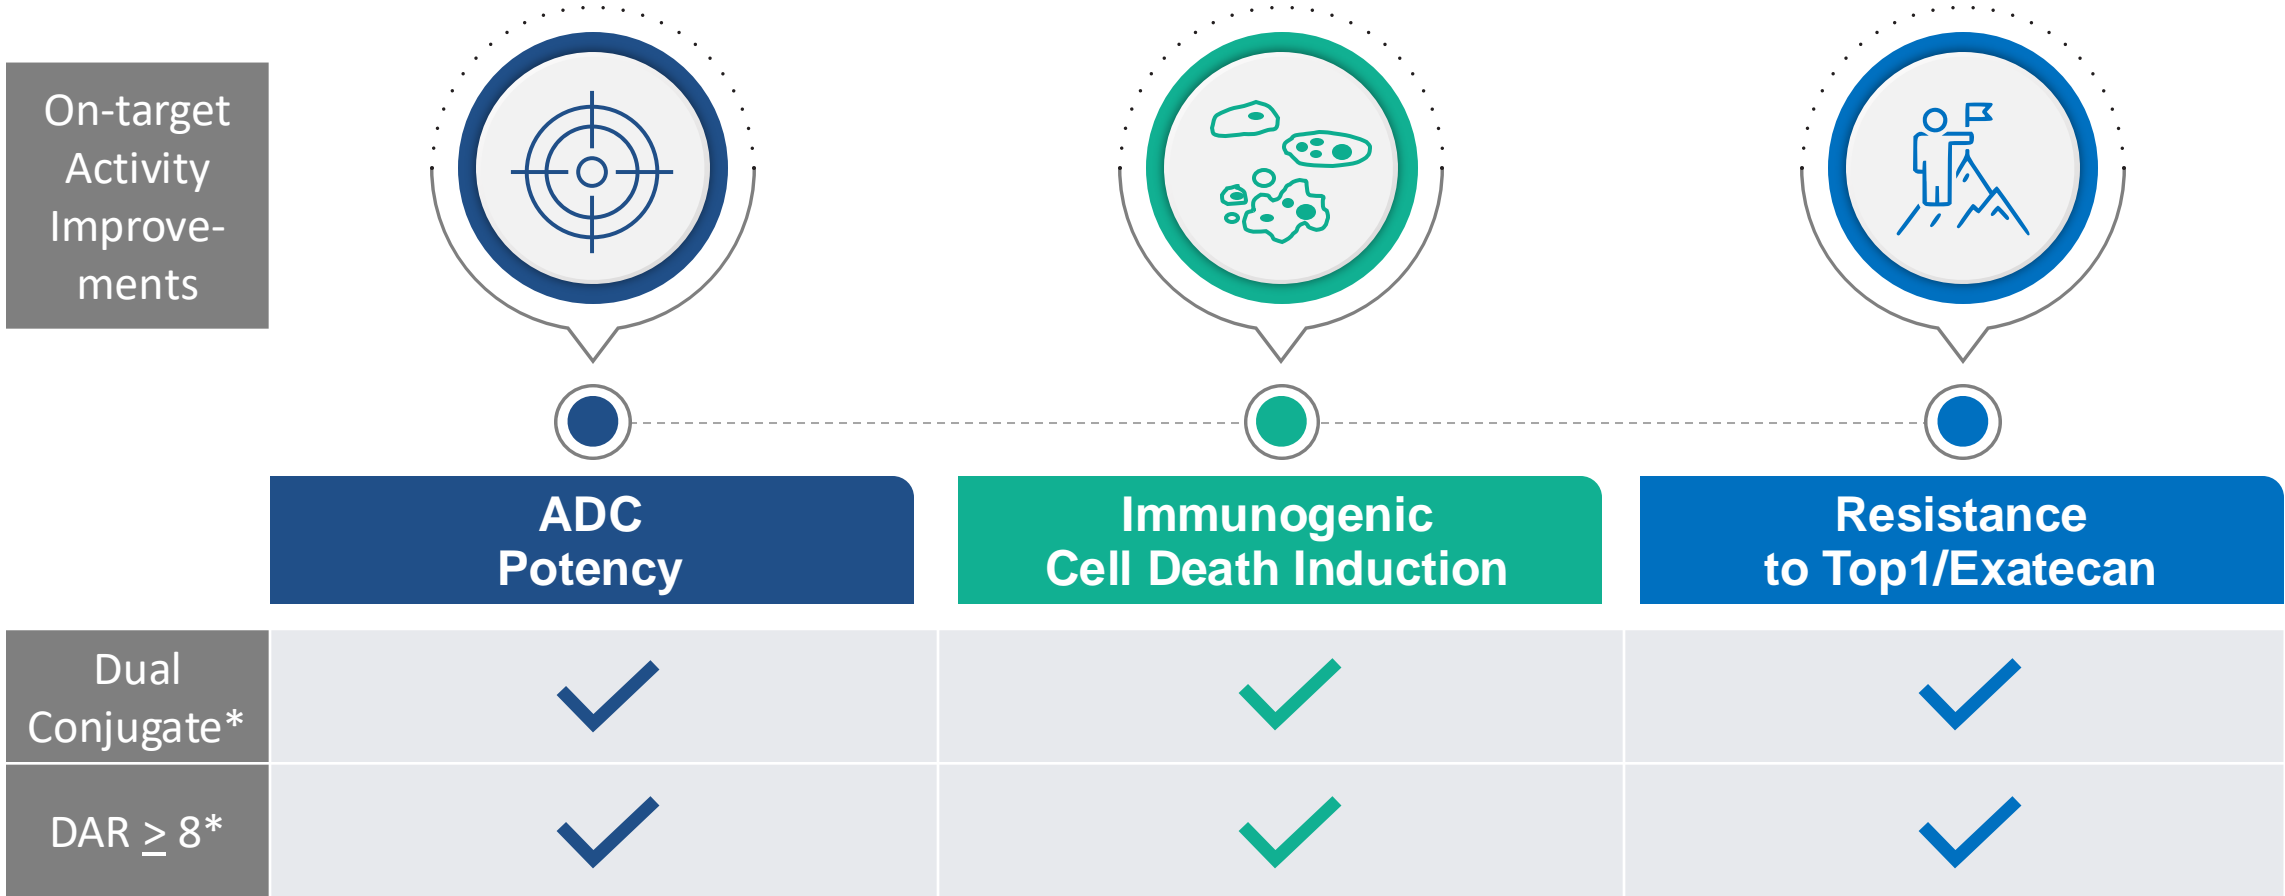 On-target
Activity
Improve-
ments
ADC
Potency
Immunogenic
Cell Death Induction
Resistance
to Top1/Exatecan
Dual
Conjugate*
DAR ≥ 8*